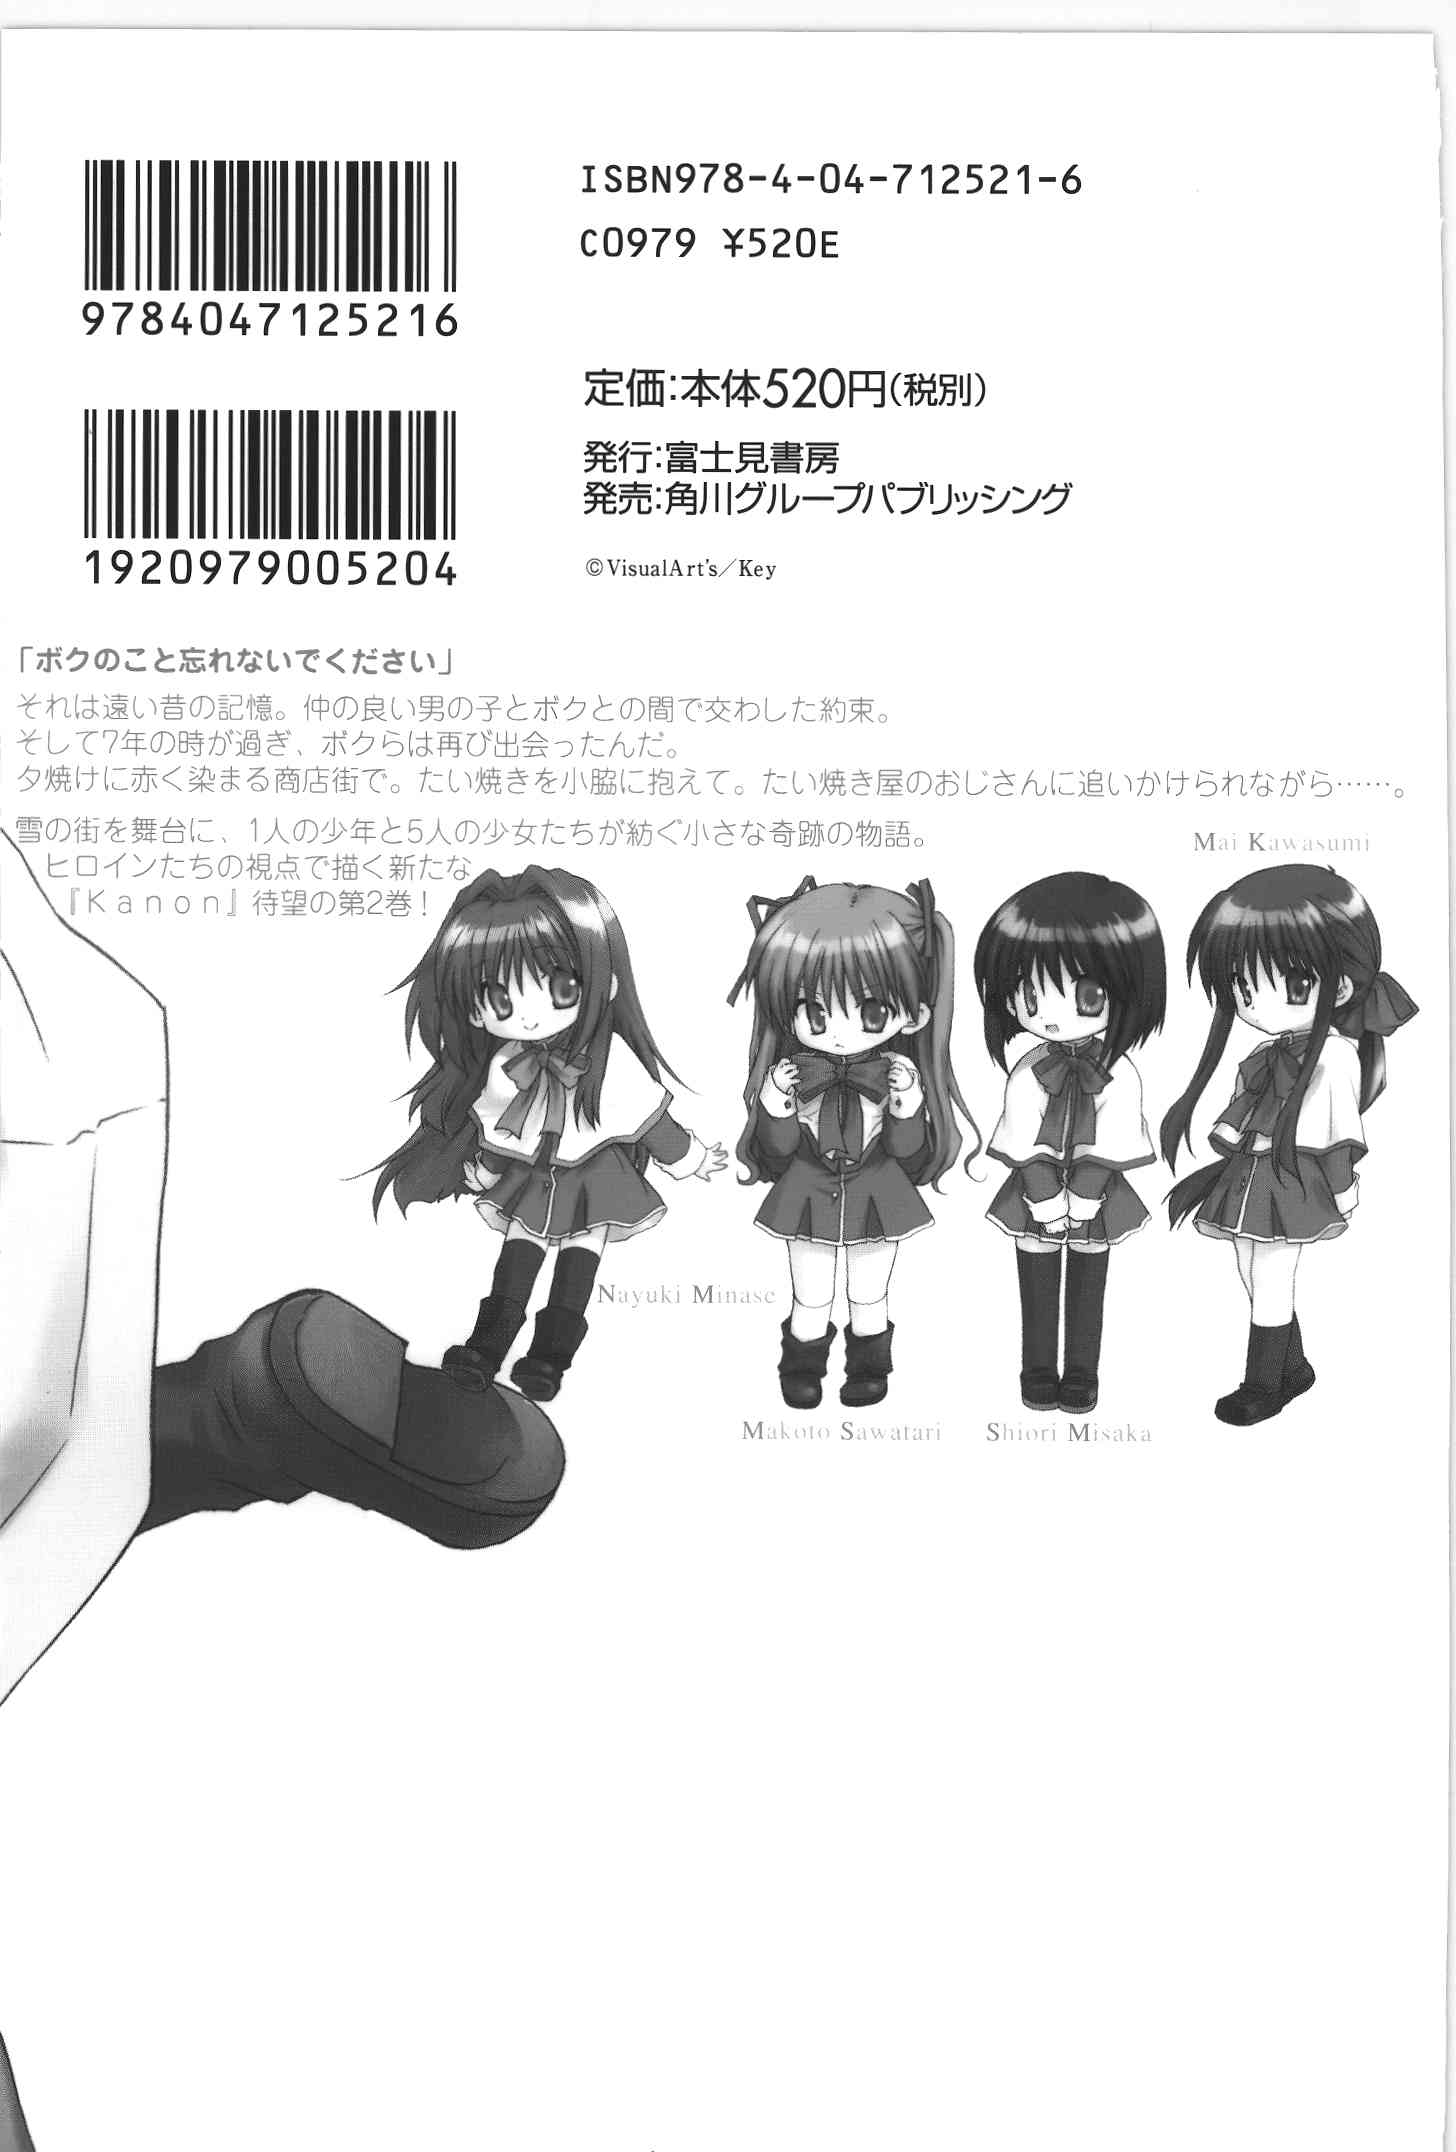 ISBN978-4-04-712521-6
C0979 ¥520E
9784047125216
定価:本体520円(税別)
発行:富士見書房
発売:角川グループパブリッシング
1920979005204
©VisualArt's／Key
「ボクのこと忘れないでください」
それは遠い昔の記憶。仲の良い男の子とボクとの間で交わした約束。
そして7年の時が過ぎ、ボクらは再び出会ったんだ。
夕焼けに赤く染まる商店街で。たい焼きを小脇に抱えて。たい焼き屋のおじさんに追いかけられながら……。
雪の街を舞台に、1人の少年と5人の少女たちが紡ぐ小さな奇跡の物語。
ヒロインたちの視点で描く新たな
『Ｋａｎｏｎ』待望の第2巻！
Mai Kawasumi
Nayuki Minase
Makoto Sawatari
Shiori Misaka